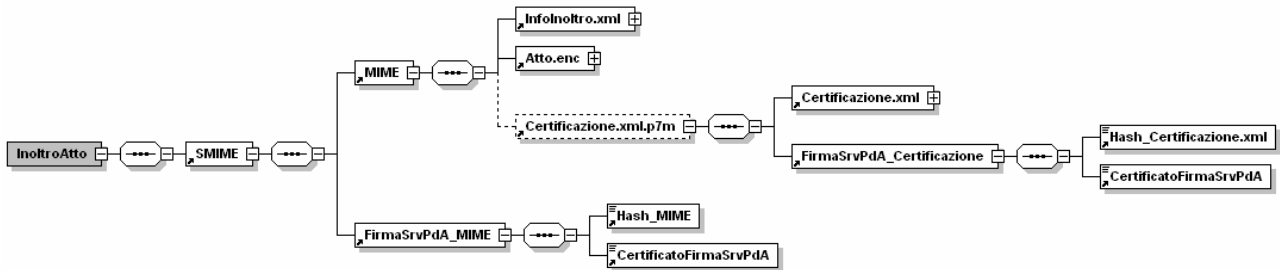 InfoInoltro.xml
MIME
Atto.enc
Certificazione.xml
Certificazione.xml.p7m
Hash_Certificazione.xml
InoltroAtto
SMIME
FirmaSrvPdA_Certificazione
CertificatoFirmaSrvPdA
Hash_MIME
FirmaSrvPdA_MIME
CertificatoFirmaSrvPdA